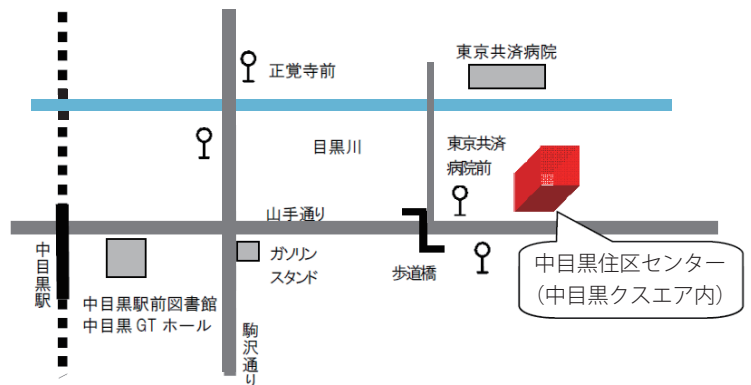 東京共済病院
正覚寺前
目黒川
東京共済
病院前
山手通り
中目黒駅
ガソリン
スタンド
歩道橋
中目黒住区センター
（中目黒クスエア内）
中目黒駅前図書館
中目黒GTホール
駒沢通り